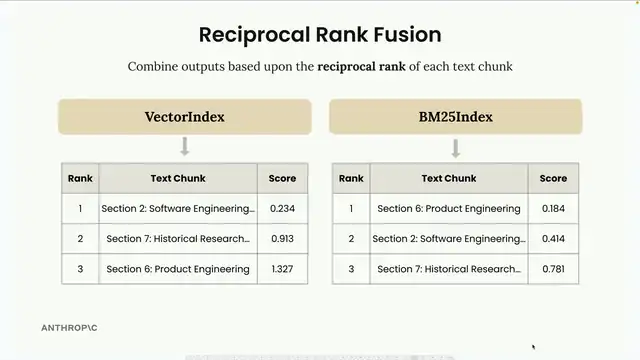 Reciprocal Rank Fusion
Combine outputs based upon the reciprocal rank of each text chunk
VectorIndex
Rank Text Chunk Score
1 Section 2: Software Engineering... 0.234
2 Section 7: Historical Research... 0.913
3 Section 6: Product Engineering 1.327
BM25Index
Rank Text Chunk Score
1 Section 6: Product Engineering 0.184
2 Section 2: Software Engineering... 0.414
3 Section 7: Historical Research... 0.781
ANTHROP\C